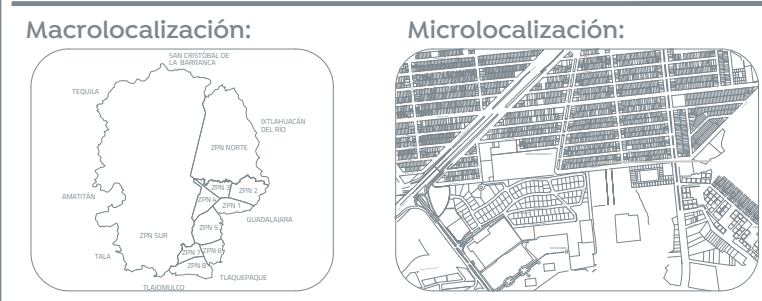 Macrolocalización:
Microlocalización:
SAN CRISTÓBAL DE
LA BARRANCA
TEQUILA
IXTLAHUACÁN
DEL RÍO
ZPN NORTE
ZPN 3
ZPN 2
ZPN 4
ZPN 1
AMATITÁN
GUADALAJARA
ZPN 5
ZPN SUR
ZPN 7
ZPN 6
TALA
ZPN 8
TLAQUEPAQUE
TLAJOMULCO